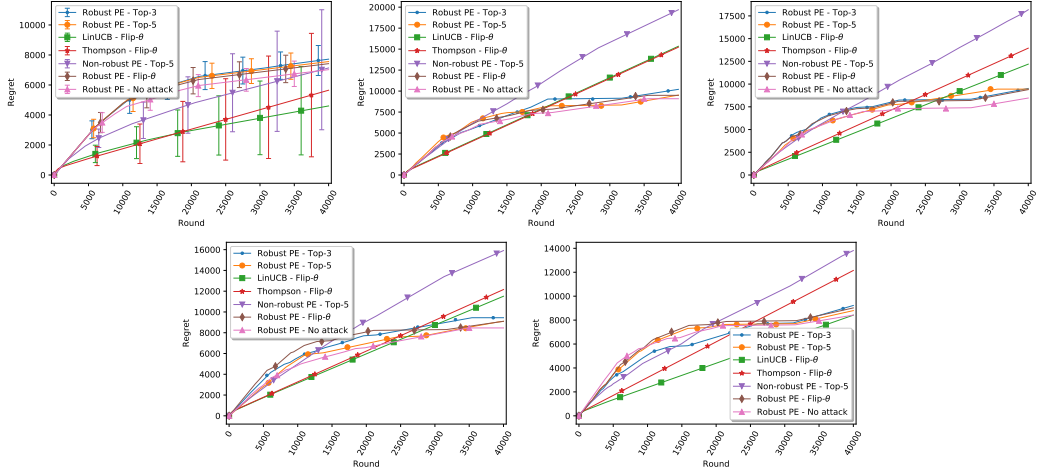 10000
8000
6000
4000
2000
0
Regret
Robust PE - Top-3
Robust PE - Top-5
LinUCB - Flip-θ
Thompson - Flip-θ
Non-robust PE - Top-5
Robust PE - Flip-θ
Robust PE - No attack
0
5000
10000
15000
20000
25000
30000
35000
40000
Round
20000
17500
15000
12500
10000
7500
5000
2500
0
Regret
Robust PE - Top-3
Robust PE - Top-5
LinUCB - Flip-θ
Thompson - Flip-θ
Non-robust PE - Top-5
Robust PE - Flip-θ
Robust PE - No attack
0
5000
10000
15000
20000
25000
30000
35000
40000
Round
17500
15000
12500
10000
7500
5000
2500
0
Regret
Robust PE - Top-3
Robust PE - Top-5
LinUCB - Flip-θ
Thompson - Flip-θ
Non-robust PE - Top-5
Robust PE - Flip-θ
Robust PE - No attack
0
5000
10000
15000
20000
25000
30000
35000
40000
Round
16000
14000
12000
10000
8000
6000
4000
2000
0
Regret
Robust PE - Top-3
Robust PE - Top-5
LinUCB - Flip-θ
Thompson - Flip-θ
Non-robust PE - Top-5
Robust PE - Flip-θ
Robust PE - No attack
0
5000
10000
15000
20000
25000
30000
35000
40000
Round
14000
12000
10000
8000
6000
4000
2000
0
Regret
Robust PE - Top-3
Robust PE - Top-5
LinUCB - Flip-θ
Thompson - Flip-θ
Non-robust PE - Top-5
Robust PE - Flip-θ
Robust PE - No attack
0
5000
10000
15000
20000
25000
30000
35000
40000
Round